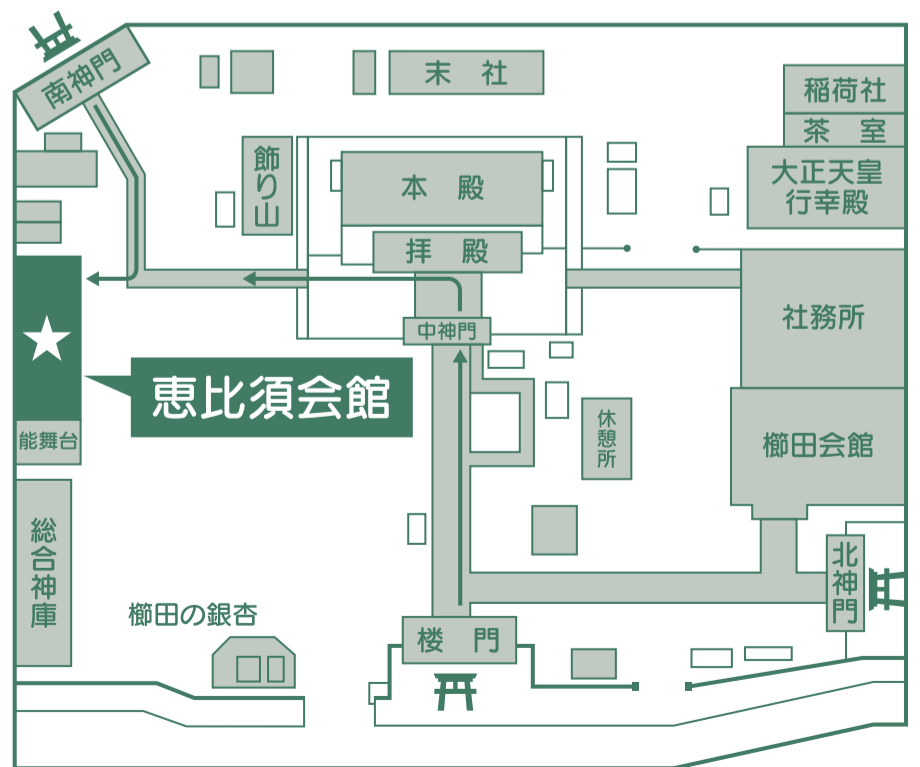 南神門
末社
稲荷社
茶室
大正天皇
行幸殿
飾り山
本殿
拝殿
中神門
社務所
恵比須会館
能舞台
休憩所
櫛田会館
総合神庫
北神門
櫛田の銀杏
楼門